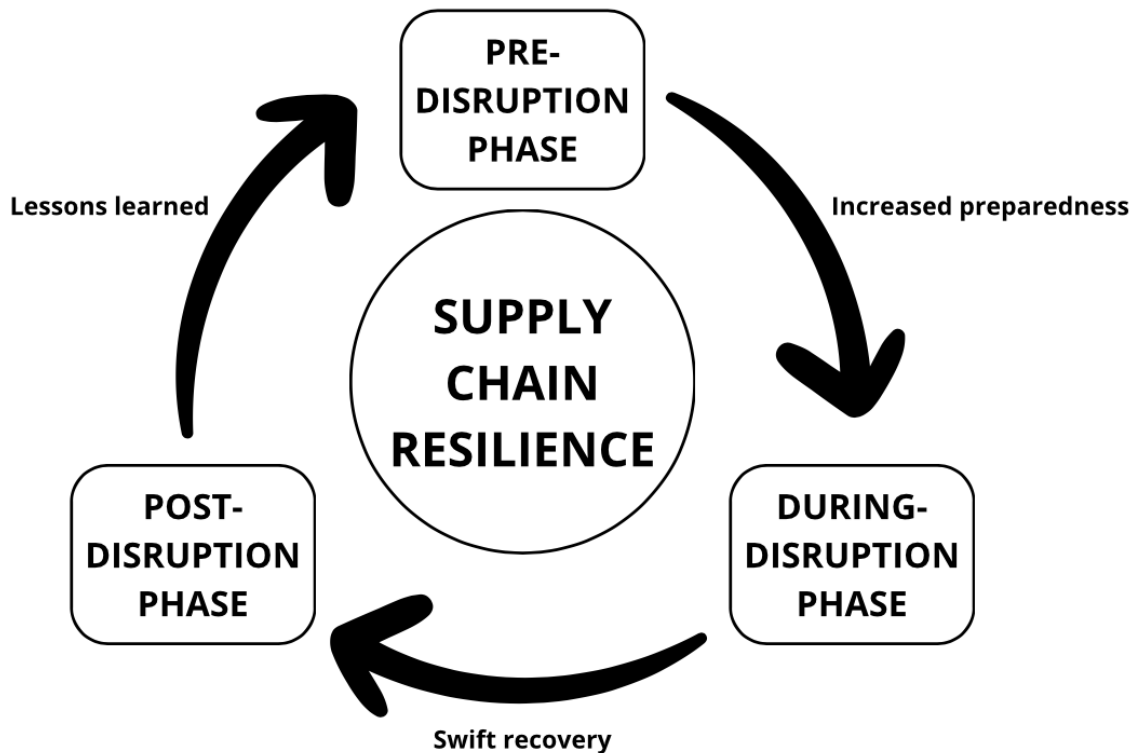 PRE-
DISRUPTION
PHASE
Lessons learned
Increased preparedness
SUPPLY
CHAIN
RESILIENCE
POST-
DISRUPTION
PHASE
DURING-
DISRUPTION
PHASE
Swift recovery